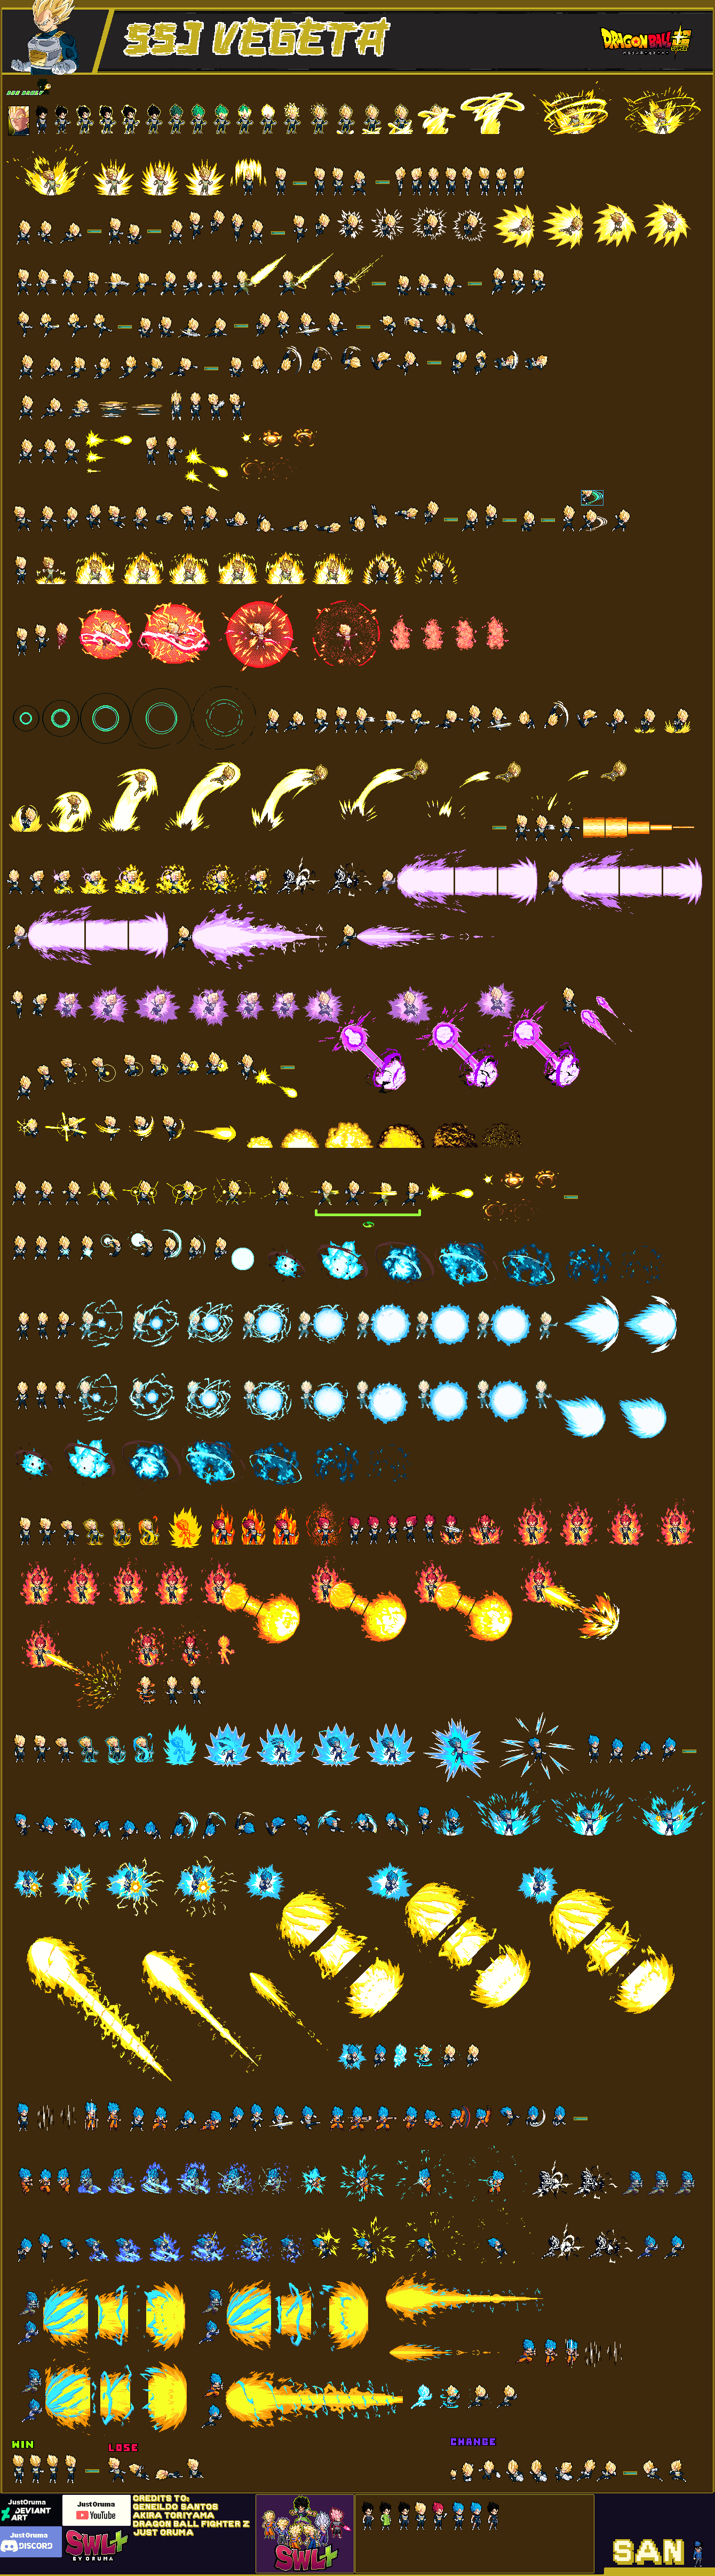 SSJ VEGETA
DRAGON BALL
SUPER
WIN
LOSE
CHANGE
JustOruma
DEVIANT
ART
JustOruma
YouTube
JustOruma
DISCORD
SWL+
BY ORUMA
CREDITS TO:
GENEILDO SANTOS
AKIRA TORIYAMA
DRAGON BALL FIGHTER Z
JUST ORUMA
SWL+
SAN